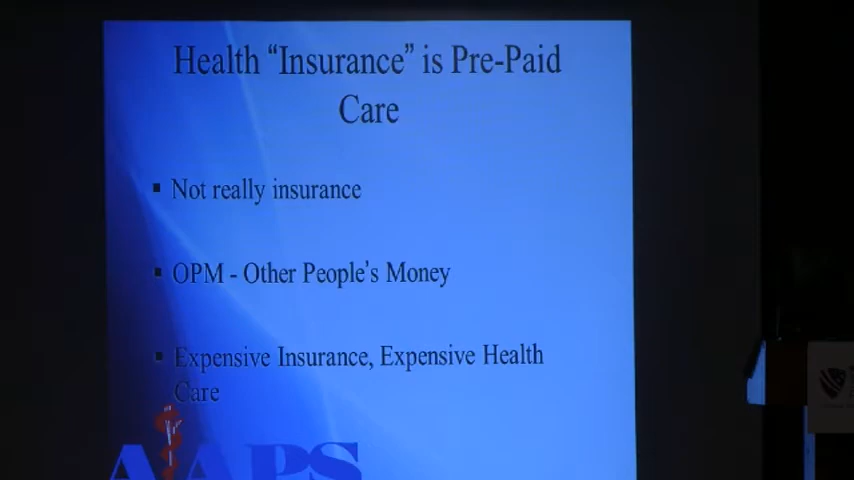 Health “Insurance” is Pre-Paid
Care
▪ Not really insurance
▪ OPM - Other People’s Money
▪ Expensive Insurance, Expensive Health
Care
AAPS